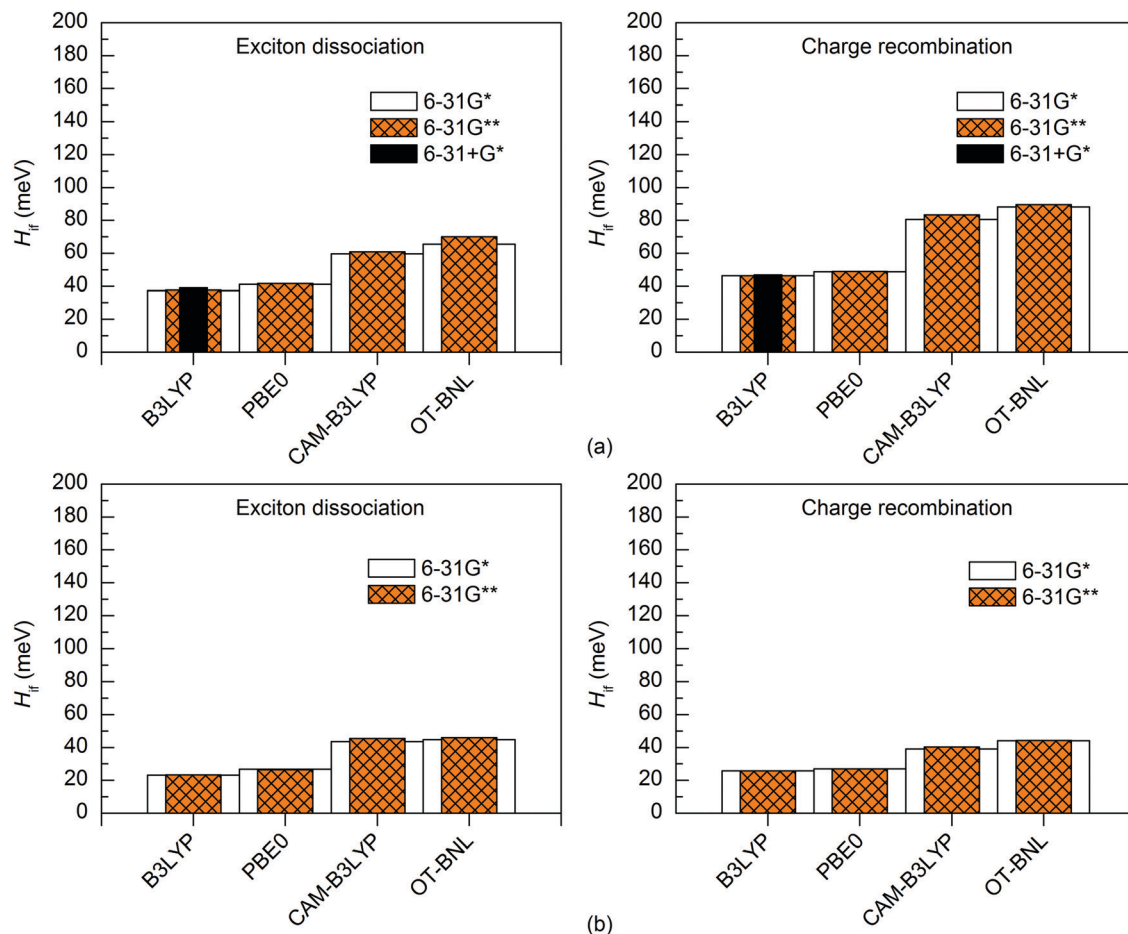 Exciton dissociation
6-31G*
6-31G**
6-31+G*
200
180
160
140
120
100
80
60
40
20
0
H_if (meV)
B3LYP
PBE0
CAM-B3LYP
OT-BNL
Charge recombination
6-31G*
6-31G**
6-31+G*
200
180
160
140
120
100
80
60
40
20
0
H_if (meV)
B3LYP
PBE0
CAM-B3LYP
OT-BNL
(a)
Exciton dissociation
6-31G*
6-31G**
200
180
160
140
120
100
80
60
40
20
0
H_if (meV)
B3LYP
PBE0
CAM-B3LYP
OT-BNL
Charge recombination
6-31G*
6-31G**
200
180
160
140
120
100
80
60
40
20
0
H_if (meV)
B3LYP
PBE0
CAM-B3LYP
OT-BNL
(b)